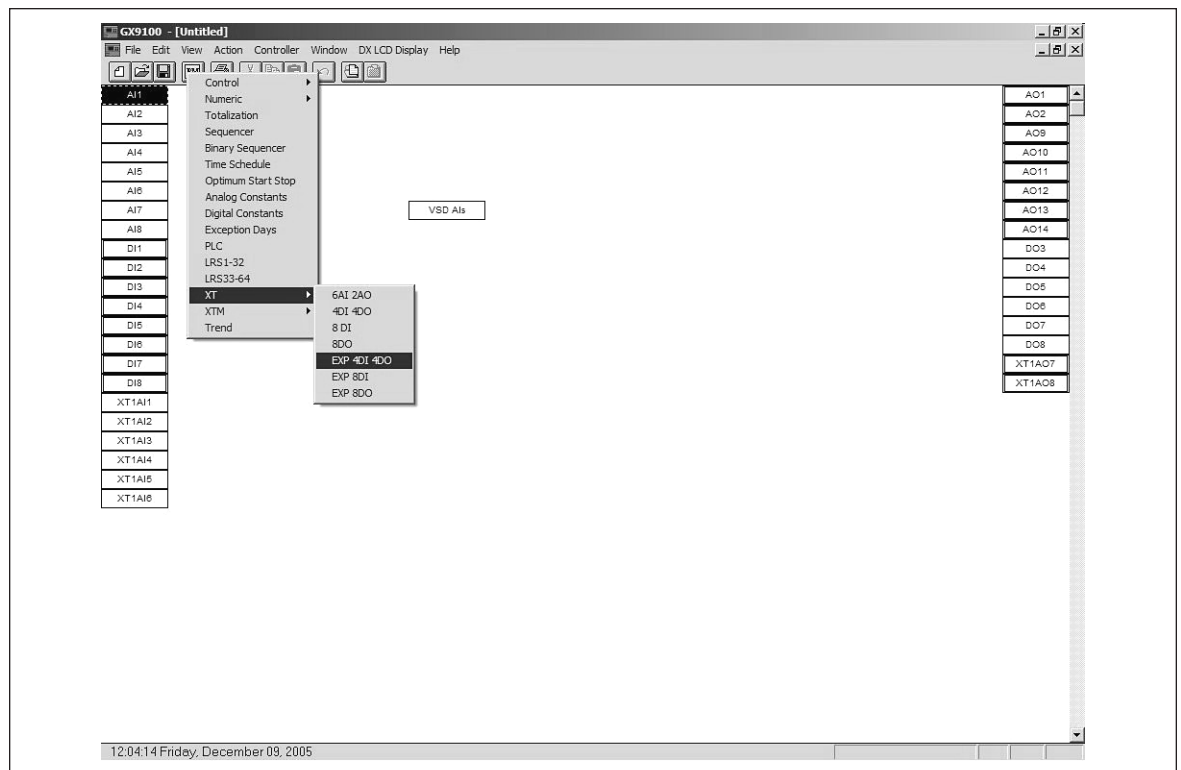 GX9100 - [Untitled]
File Edit View Action Controller Window DX LCD Display Help
AI1
AI2
AI3
AI4
AI5
AI6
AI7
AI8
DI1
DI2
DI3
DI4
DI5
DI6
DI7
DI8
XT1AI1
XT1AI2
XT1AI3
XT1AI4
XT1AI5
XT1AI6
Control
Numeric
Totalization
Sequencer
Binary Sequencer
Time Schedule
Optimum Start Stop
Analog Constants
Digital Constants
Exception Days
PLC
LRS1-32
LRS33-64
XT
XTM
Trend
6AI 2AO
4DI 4DO
8 DI
8DO
EXP 4DI 4DO
EXP 8DI
EXP 8DO
VSD AIs
AO1
AO2
AO9
AO10
AO11
AO12
AO13
AO14
DO3
DO4
DO5
DO6
DO7
DO8
XT1AO7
XT1AO8
12:04:14 Friday, December 09, 2005